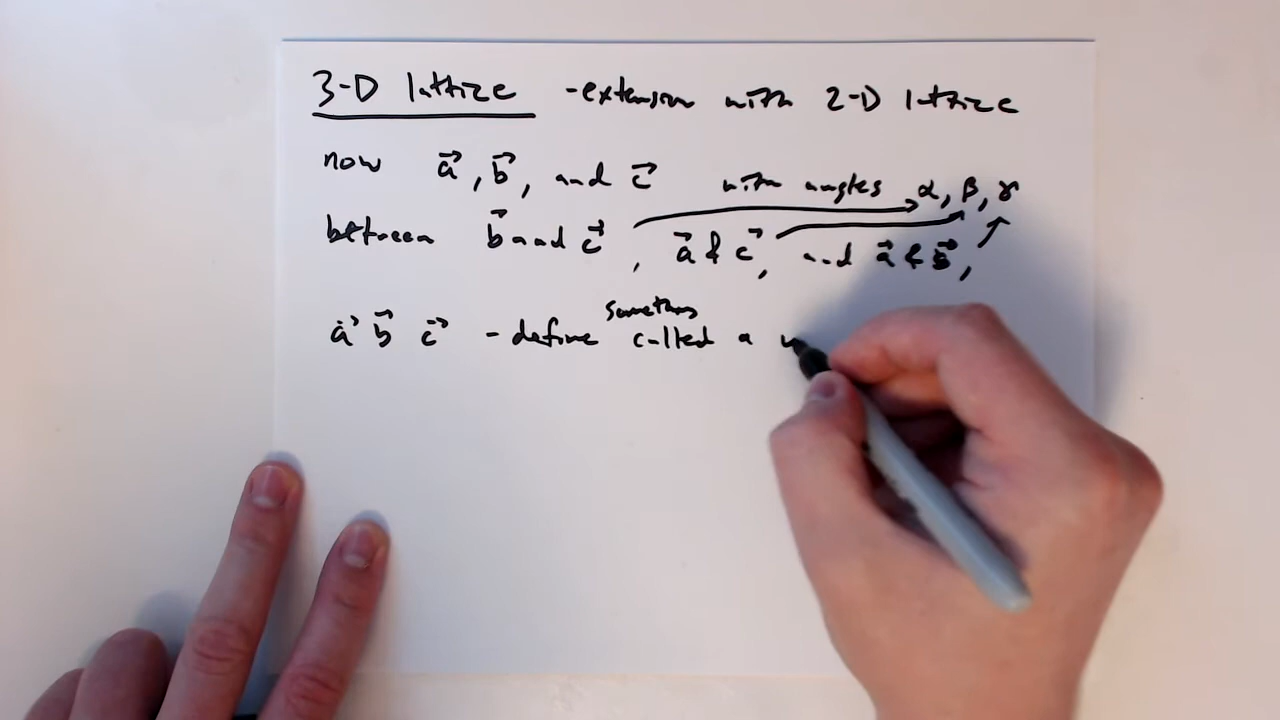 3-D lattice - extension with 2-D lattice
now a⃗, b⃗, and c⃗ with angles α, β, γ
between b⃗ and c⃗, a⃗ & c⃗, and a⃗ & b⃗,
something
a⃗ b⃗ c⃗ - define called a